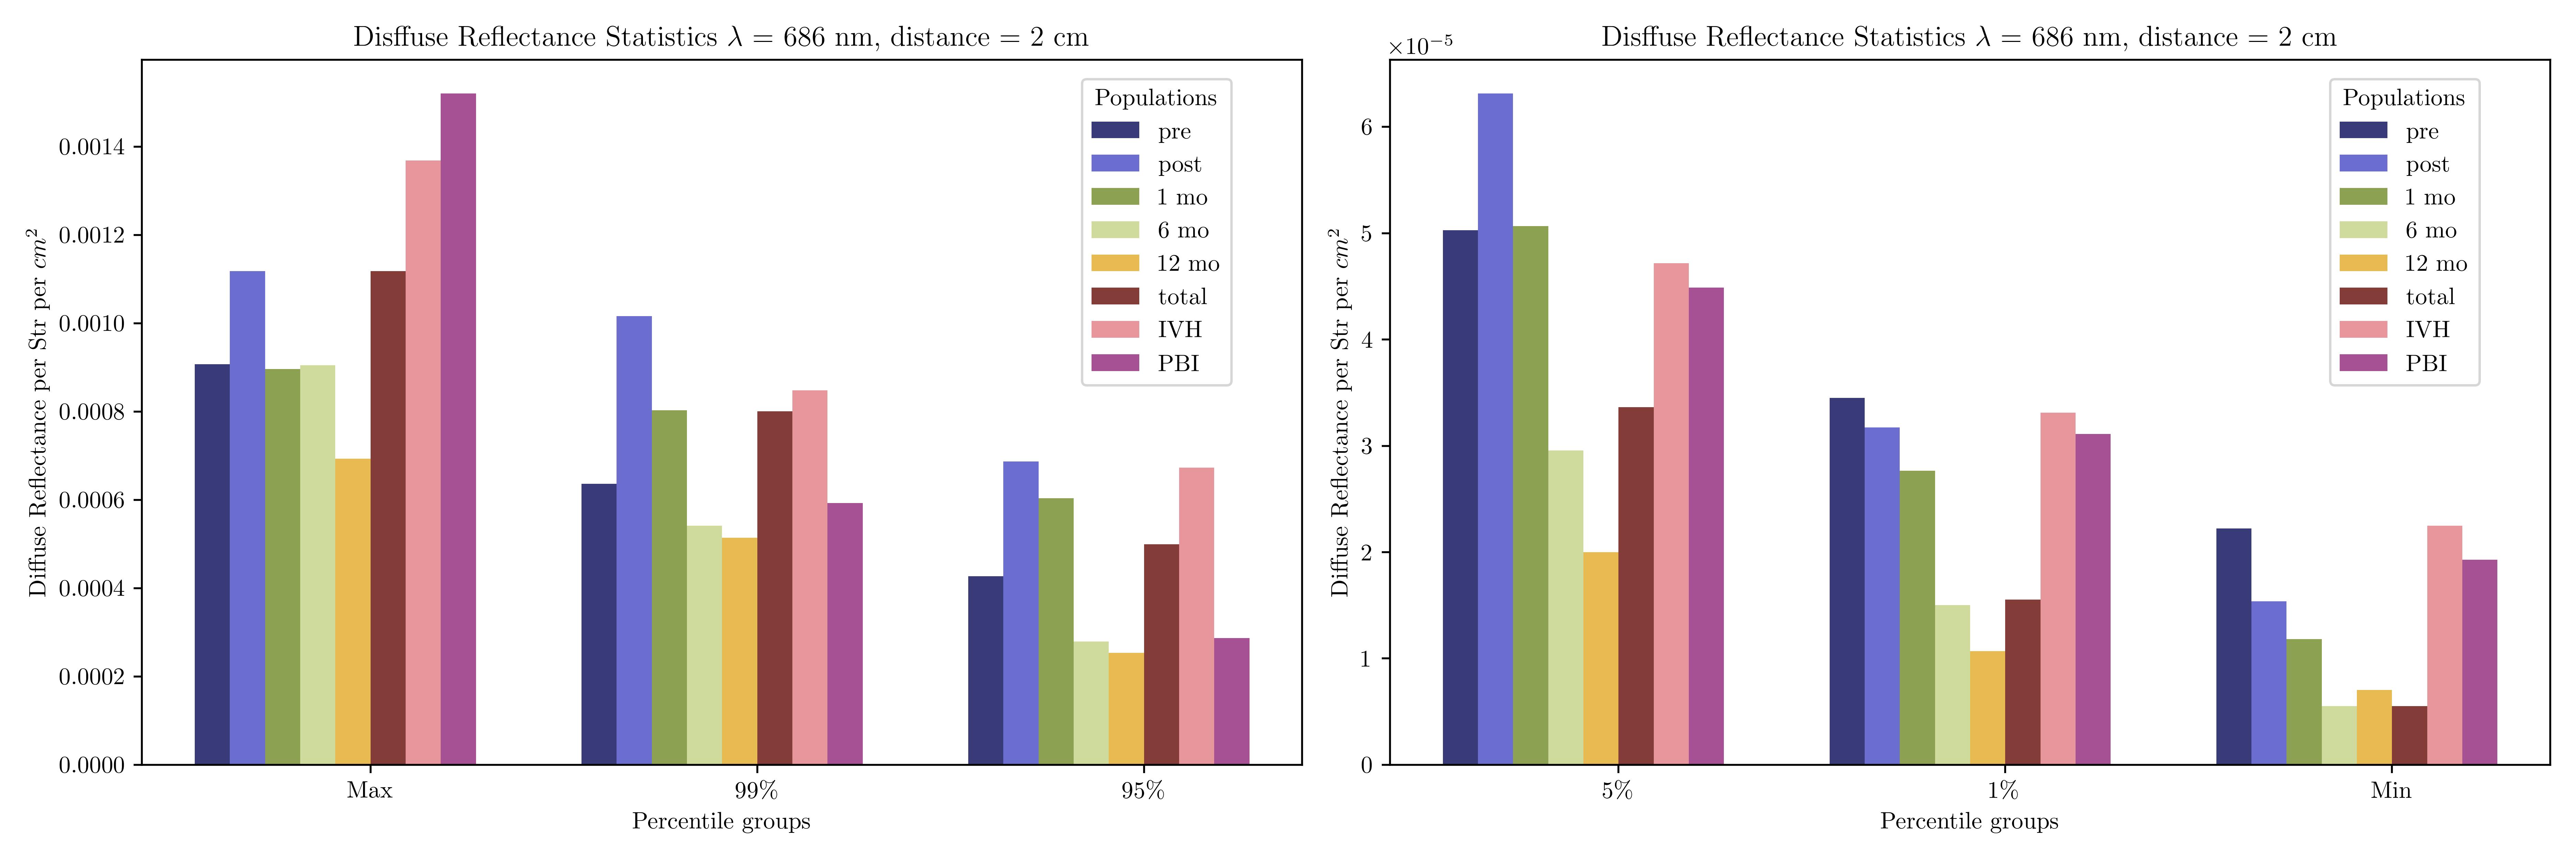 Disffuse Reflectance Statistics λ = 686 nm, distance = 2 cm
Diffuse Reflectance per Str per cm²
0.0014
0.0012
0.0010
0.0008
0.0006
0.0004
0.0002
0.0000
Populations
pre
post
1 mo
6 mo
12 mo
total
IVH
PBI
Max 99% 95%
Percentile groups
Disffuse Reflectance Statistics λ = 686 nm, distance = 2 cm
×10⁻⁵
Diffuse Reflectance per Str per cm²
6
5
4
3
2
1
0
Populations
pre
post
1 mo
6 mo
12 mo
total
IVH
PBI
5% 1% Min
Percentile groups